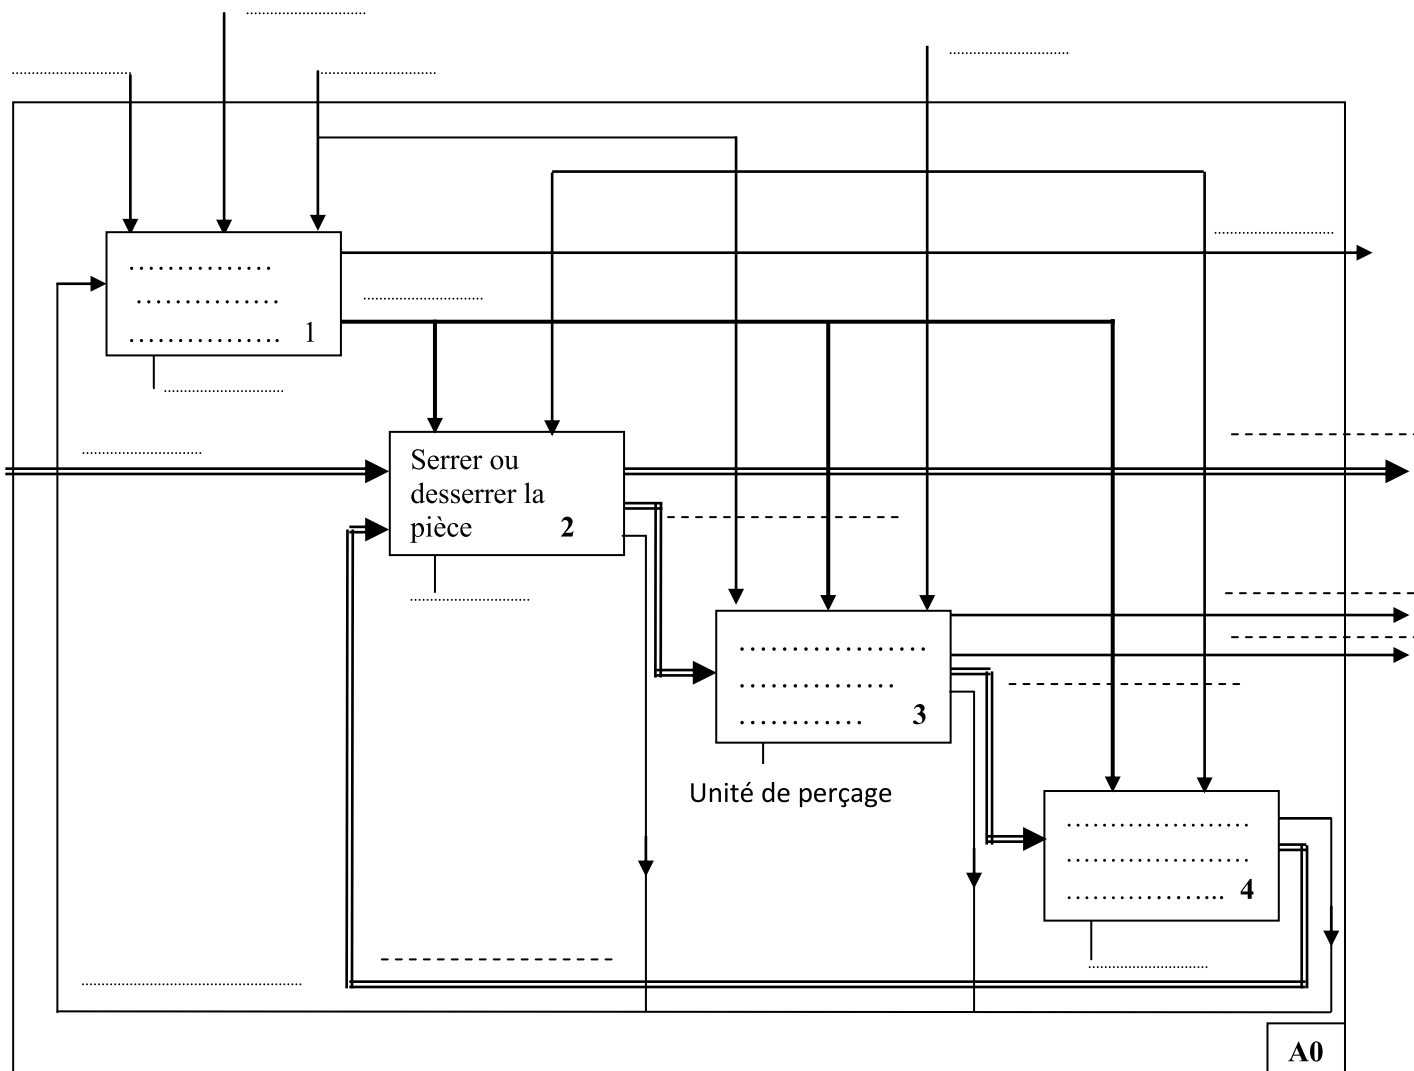 1
Serrer ou
desserrer la
pièce 2
3
Unité de perçage
4
A0